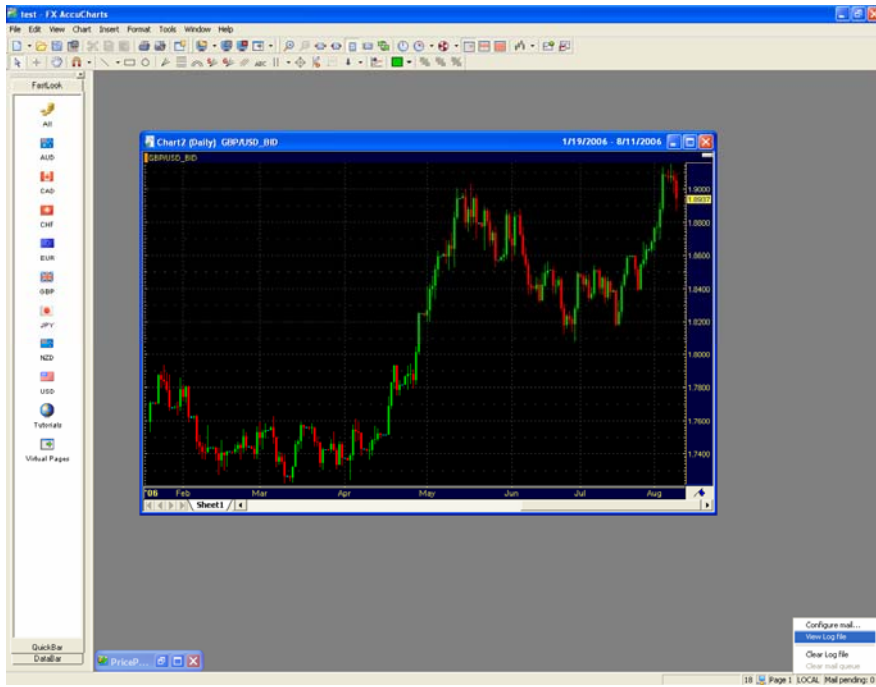 test - FX AccuCharts
File Edit View Chart Insert Format Tools Window Help
ABC
FastLook
All
AUD
CAD
CHF
EUR
GBP
JPY
NZD
USD
Tutorials
Virtual Pages
QuickBar
DataBar
Chart2 (Daily) GBP/USD_BID 1/19/2006 - 8/11/2006
GBP/USD_BID
1.9000
1.8937
1.8800
1.8600
1.8400
1.8200
1.8000
1.7800
1.7600
1.7400
'06 Feb Mar Apr May Jun Jul Aug
Sheet1
PriceP...
Configure mail...
View Log file
Clear Log file
Clear mail queue
18 Page 1 LOCAL Mail pending: 0